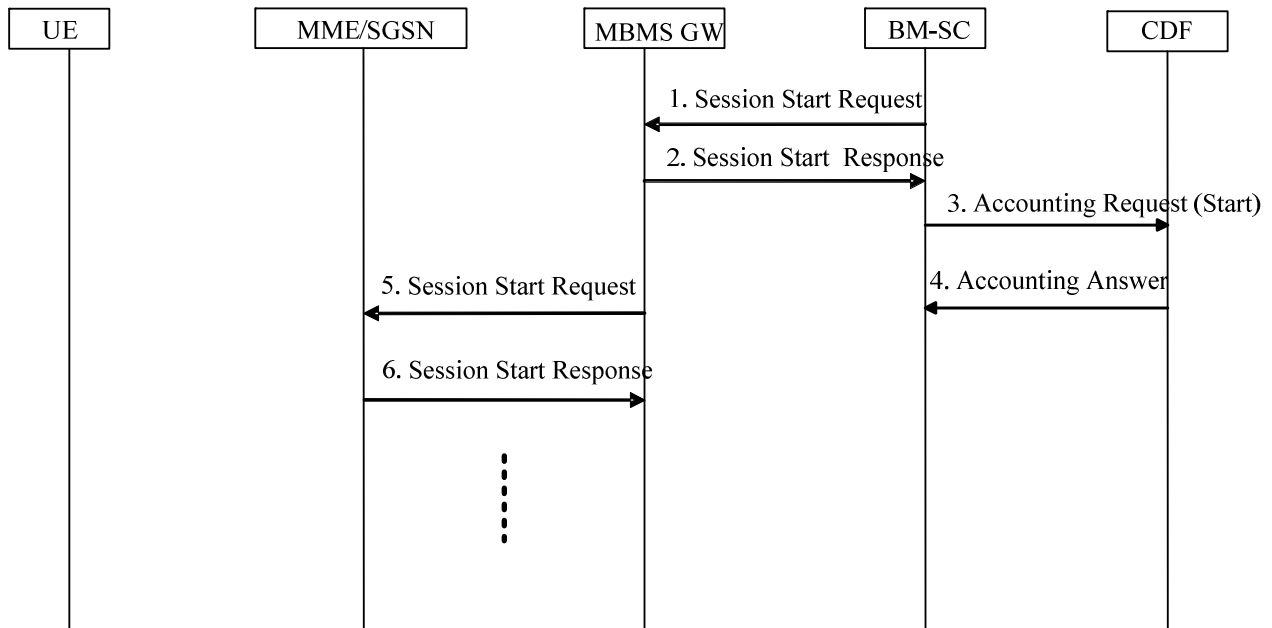 UE
MME/SGSN
MBMS GW
BM-SC
CDF
1. Session Start Request
2. Session Start Response
3. Accounting Request (Start)
4. Accounting Answer
5. Session Start Request
6. Session Start Response